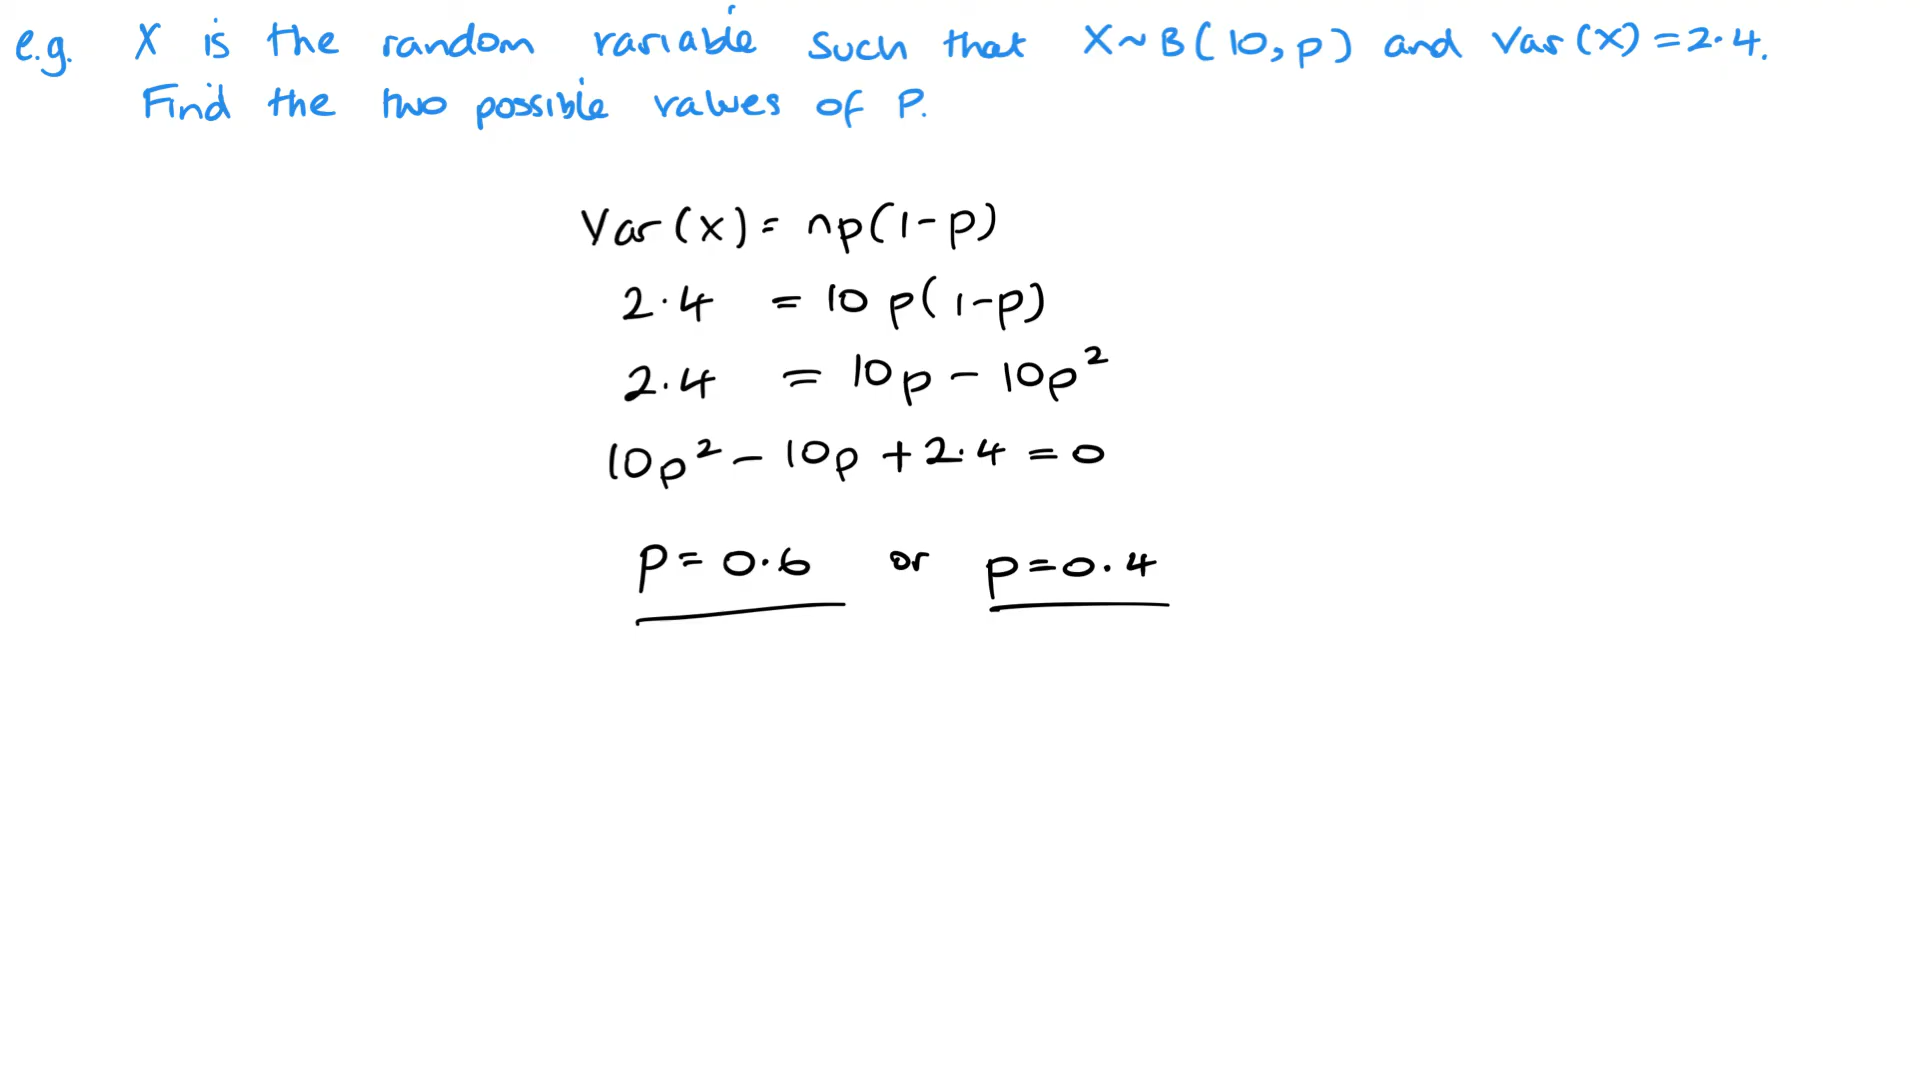 e.g. X is the random variable such that X~B(10,p) and Var(X)=2.4.
Find the two possible values of P.
Var(X)= np(1-p)
2.4 = 10 p(1-p)
2.4 = 10p - 10p²
10p² - 10p + 2.4 = 0
p= 0.6 or p=0.4